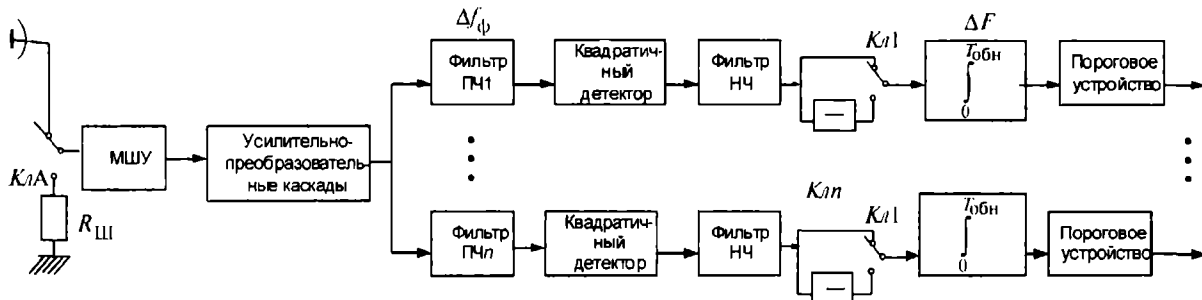 Δf_ф
ΔF
Фильтр
ПЧ1
Квадратич-
ный
детектор
Фильтр
НЧ
Кл1
T_обн
∫
0
Пороговое
устройство
КлА
МШУ
Усилительно-
преобразователь-
ные каскады
R_Ш
Фильтр
ПЧn
Квадратич-
ный
детектор
Фильтр
НЧ
Клn
Кл1
T_обн
∫
0
Пороговое
устройство